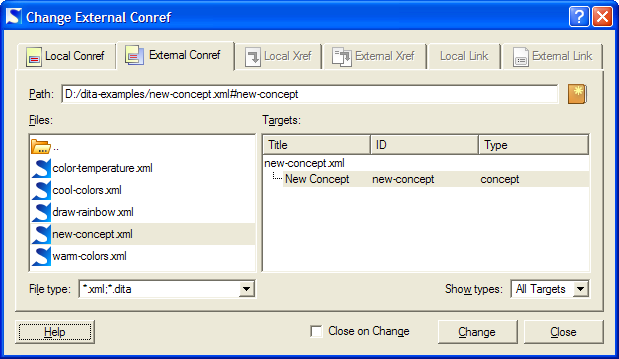 Change External Conref
Local Conref External Conref Local Xref External Xref Local Link External Link
Path: D:/dita-examples/new-concept.xml#new-concept
Files: Targets:
..
color-temperature.xml
cool-colors.xml
draw-rainbow.xml
new-concept.xml
warm-colors.xml
Title ID Type
new-concept.xml
New Concept new-concept concept
File type: *.xml;*.dita Show types: All Targets
Help Close on Change Change Close